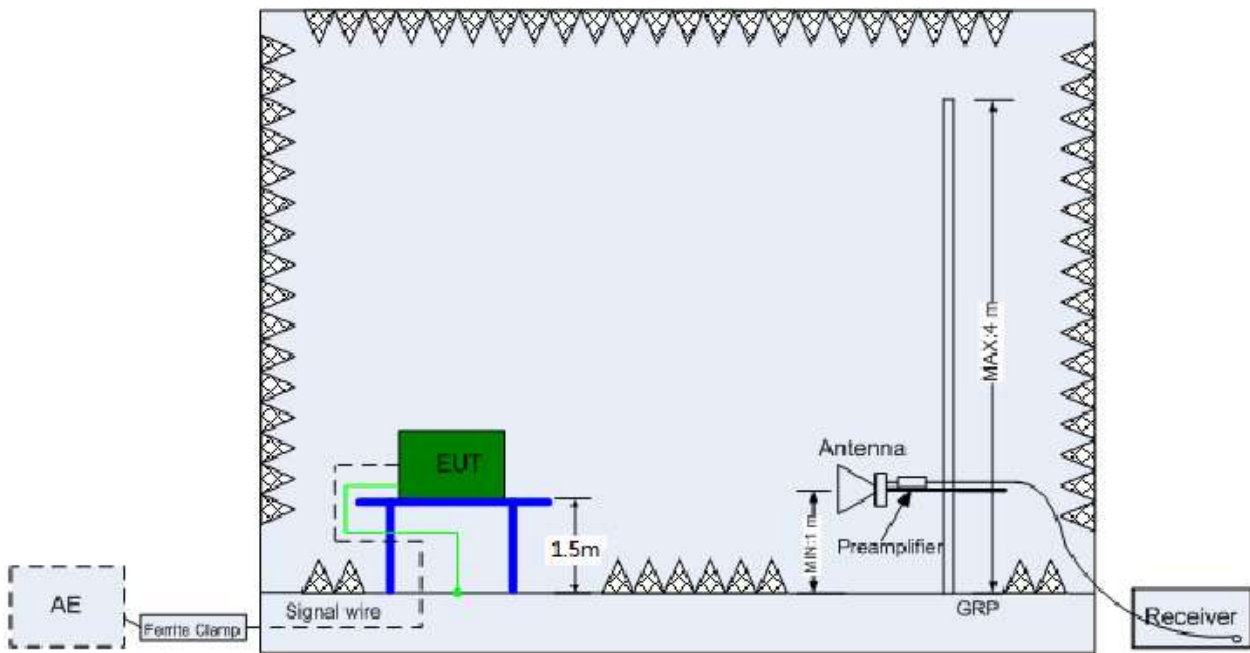 MAX:4 m
EUT
Antenna
1.5m
MIN:1 m
Preamplifier
AE
Ferrite Clamp
Signal wire
GRP
Receiver